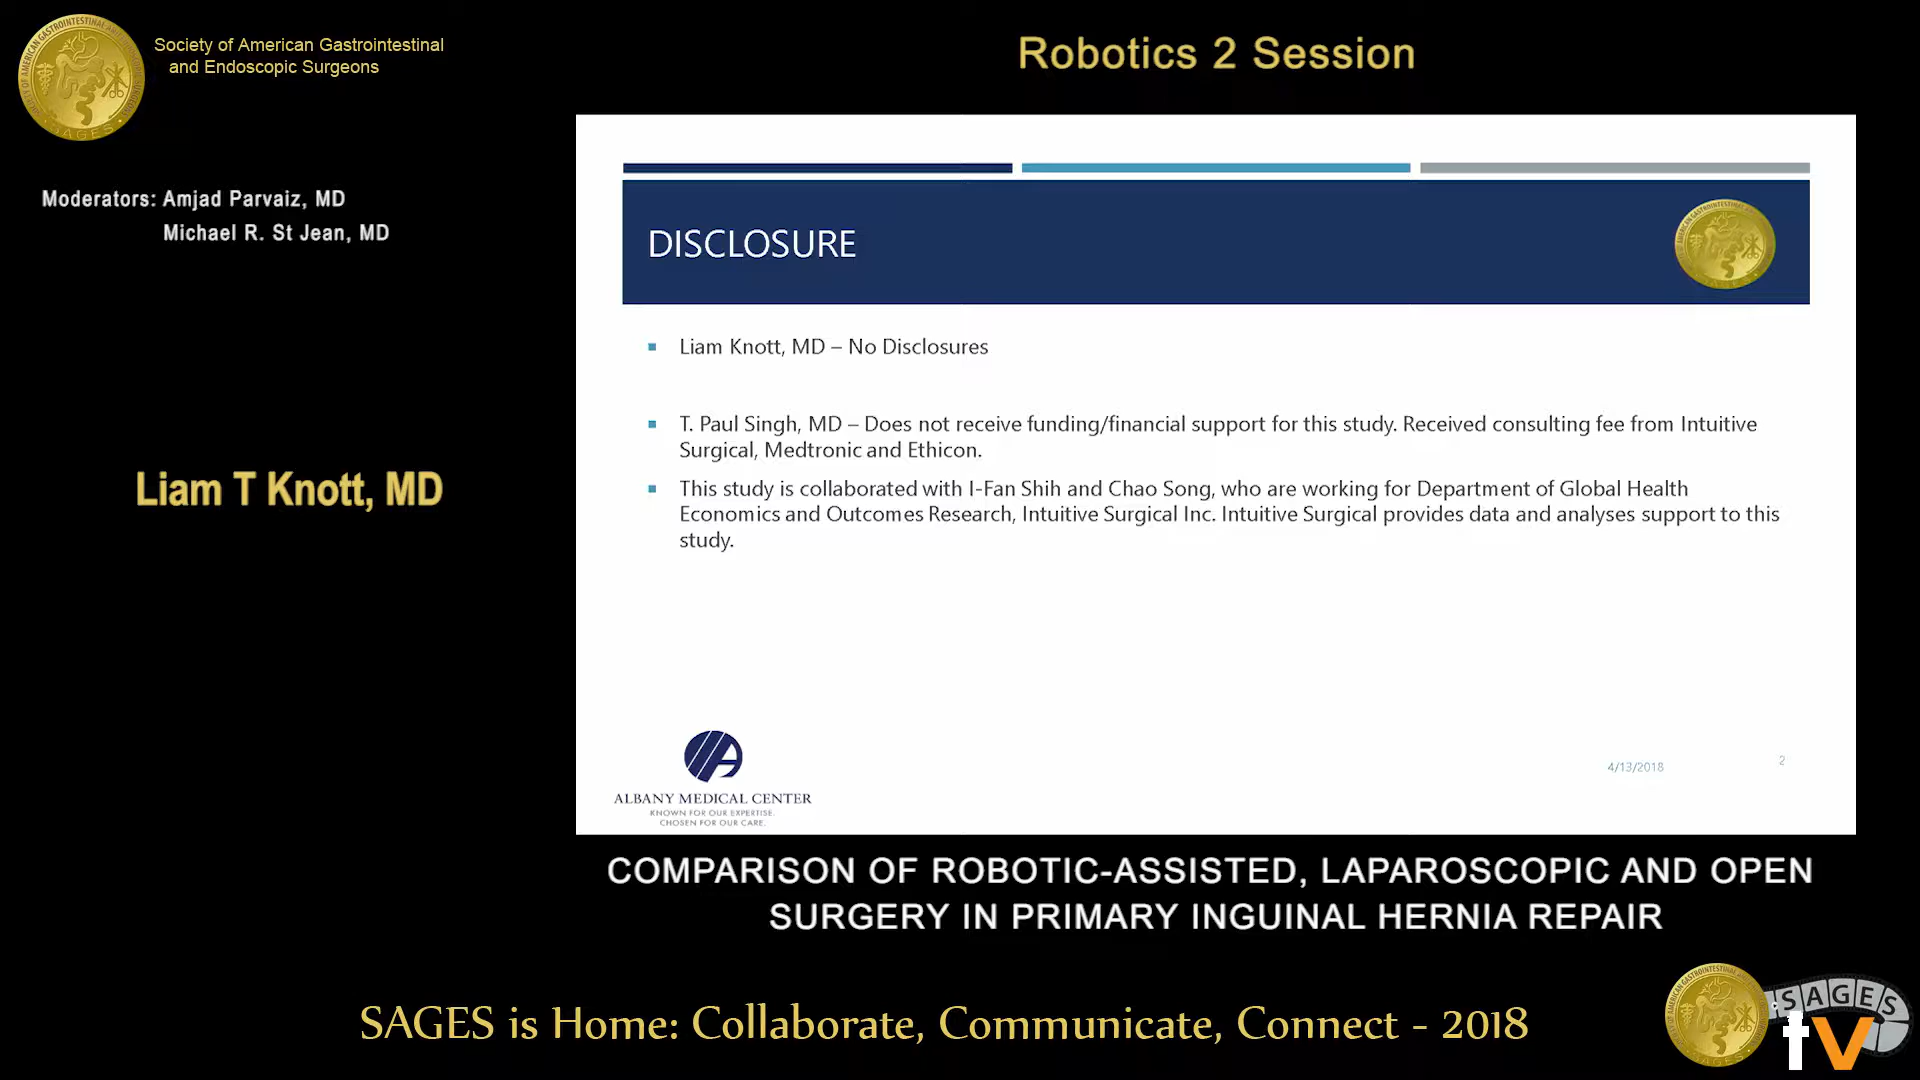 Society of American Gastrointestinal
and Endoscopic Surgeons
Robotics 2 Session
Moderators: Amjad Parvaiz, MD
Michael R. St Jean, MD
Liam T Knott, MD
DISCLOSURE
Liam Knott, MD – No Disclosures
T. Paul Singh, MD – Does not receive funding/financial support for this study. Received consulting fee from Intuitive
Surgical, Medtronic and Ethicon.
This study is collaborated with I-Fan Shih and Chao Song, who are working for Department of Global Health
Economics and Outcomes Research, Intuitive Surgical Inc. Intuitive Surgical provides data and analyses support to this
study.
ALBANY MEDICAL CENTER
KNOWN FOR OUR EXPERTISE.
CHOSEN FOR OUR CARE.
4/13/2018
2
COMPARISON OF ROBOTIC-ASSISTED, LAPAROSCOPIC AND OPEN
SURGERY IN PRIMARY INGUINAL HERNIA REPAIR
SAGES is Home: Collaborate, Communicate, Connect - 2018
SAGES
tv